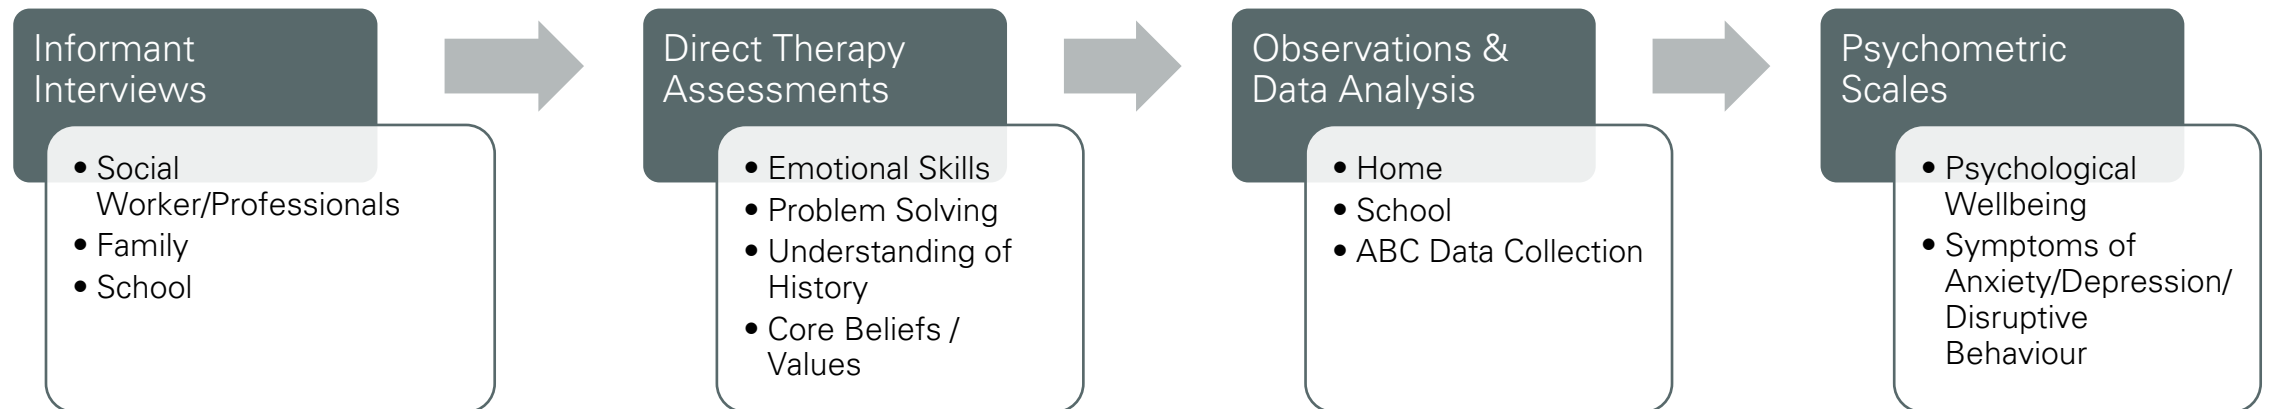 Informant
Interviews
• Social
Worker/Professionals
• Family
• School
Direct Therapy
Assessments
• Emotional Skills
• Problem Solving
• Understanding of
History
• Core Beliefs /
Values
Observations &
Data Analysis
• Home
• School
• ABC Data Collection
Psychometric
Scales
• Psychological
Wellbeing
• Symptoms of
Anxiety/Depression/
Disruptive
Behaviour